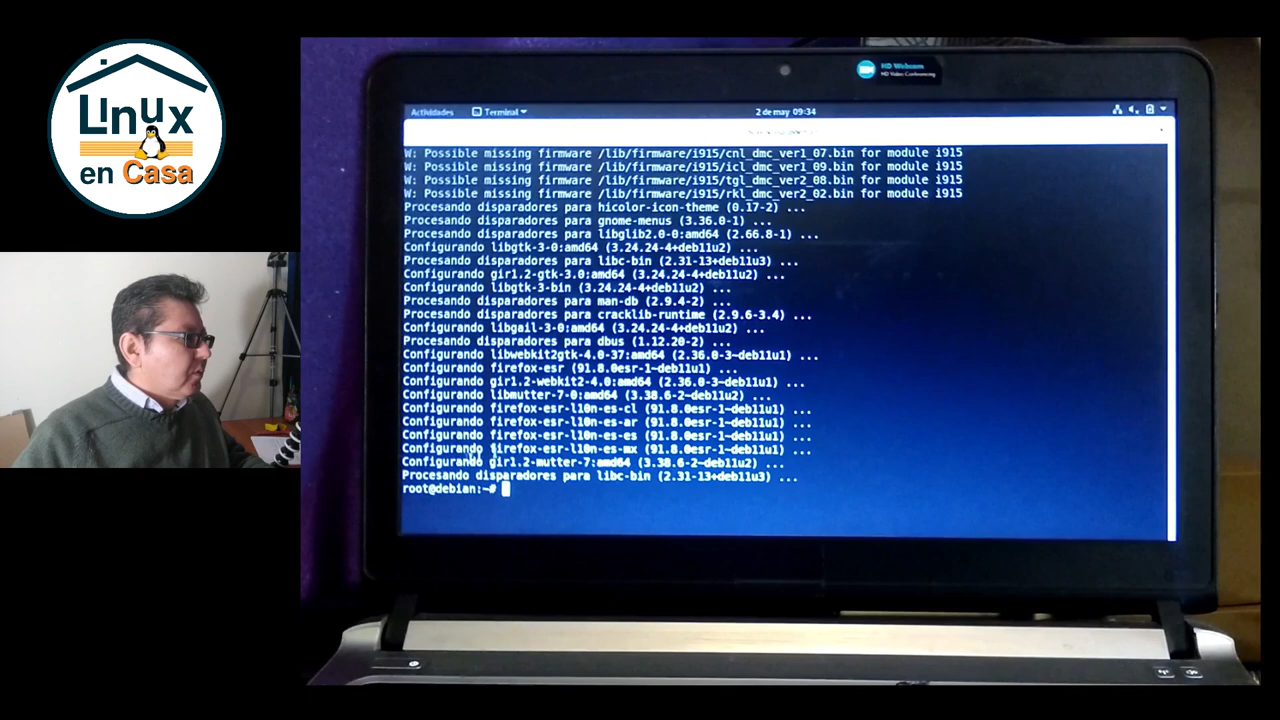 Linux
en Casa
HD Webcam
HD Video Conferencing
Actividades Terminal 2 de may 09:34
W: Possible missing firmware /lib/firmware/i915/cnl_dmc_ver1_07.bin for module i915
W: Possible missing firmware /lib/firmware/i915/icl_dmc_ver1_09.bin for module i915
W: Possible missing firmware /lib/firmware/i915/tgl_dmc_ver2_08.bin for module i915
W: Possible missing firmware /lib/firmware/i915/rkl_dmc_ver2_02.bin for module i915
Procesando disparadores para hicolor-icon-theme (0.17-2) ...
Procesando disparadores para gnome-menus (3.36.0-1) ...
Procesando disparadores para libglib2.0-0:amd64 (2.66.8-1) ...
Configurando libgtk-3-0:amd64 (3.24.24-4+deb11u2) ...
Procesando disparadores para libc-bin (2.31-13+deb11u3) ...
Configurando gir1.2-gtk-3.0:amd64 (3.24.24-4+deb11u2) ...
Configurando libgtk-3-bin (3.24.24-4+deb11u2) ...
Procesando disparadores para man-db (2.9.4-2) ...
Procesando disparadores para cracklib-runtime (2.9.6-3.4) ...
Configurando libgail-3-0:amd64 (3.24.24-4+deb11u2) ...
Procesando disparadores para dbus (1.12.20-2) ...
Configurando libwebkit2gtk-4.0-37:amd64 (2.36.0-3~deb11u1) ...
Configurando firefox-esr (91.8.0esr-1~deb11u1) ...
Configurando gir1.2-webkit2-4.0:amd64 (2.36.0-3~deb11u1) ...
Configurando libmutter-7-0:amd64 (3.38.6-2~deb11u2) ...
Configurando firefox-esr-l10n-es-cl (91.8.0esr-1~deb11u1) ...
Configurando firefox-esr-l10n-es-ar (91.8.0esr-1~deb11u1) ...
Configurando firefox-esr-l10n-es-es (91.8.0esr-1~deb11u1) ...
Configurando firefox-esr-l10n-es-mx (91.8.0esr-1~deb11u1) ...
Configurando gir1.2-mutter-7:amd64 (3.38.6-2~deb11u2) ...
Procesando disparadores para libc-bin (2.31-13+deb11u3) ...
root@debian:~#